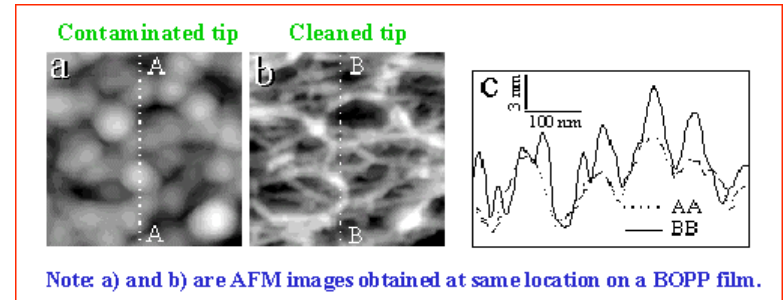 Contaminated tip
Cleaned tip
a
A
A
b
B
B
c
3 nm
100 nm
AA
BB
Note: a) and b) are AFM images obtained at same location on a BOPP film.